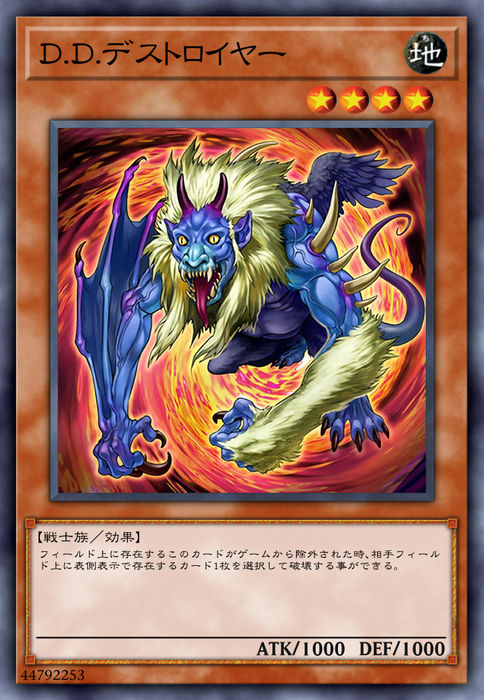 D.D.デストロイヤー
ち
地
【戦士族／効果】
フィールド上に存在するこのカードがゲームから除外された時、相手フィール
ド上に表側表示で存在するカード1枚を選択して破壊する事ができる。
ATK/1000 DEF/1000
44792253